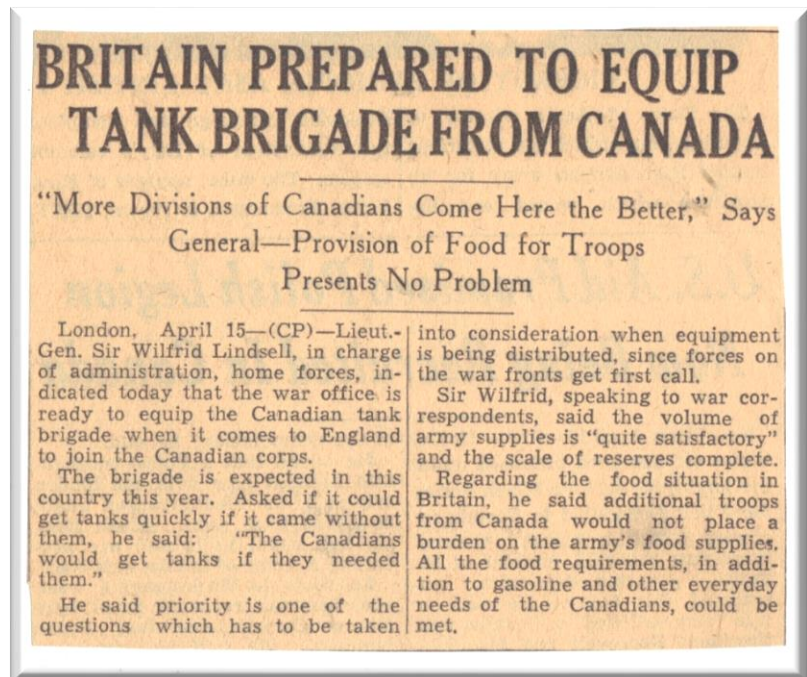 BRITAIN PREPARED TO EQUIP
TANK BRIGADE FROM CANADA
“More Divisions of Canadians Come Here the Better,” Says
General—Provision of Food for Troops
Presents No Problem
London, April 15—(CP)—Lieut.-
Gen. Sir Wilfrid Lindsell, in charge
of administration, home forces, in-
dicated today that the war office is
ready to equip the Canadian tank
brigade when it comes to England
to join the Canadian corps.
The brigade is expected in this
country this year. Asked if it could
get tanks quickly if it came without
them, he said: “The Canadians
would get tanks if they needed
them.”
He said priority is one of the
questions which has to be taken
into consideration when equipment
is being distributed, since forces on
the war fronts get first call.
Sir Wilfrid, speaking to war cor-
respondents, said the volume of
army supplies is “quite satisfactory”
and the scale of reserves complete.
Regarding the food situation in
Britain, he said additional troops
from Canada would not place a
burden on the army’s food supplies.
All the food requirements, in addi-
tion to gasoline and other everyday
needs of the Canadians, could be
met.